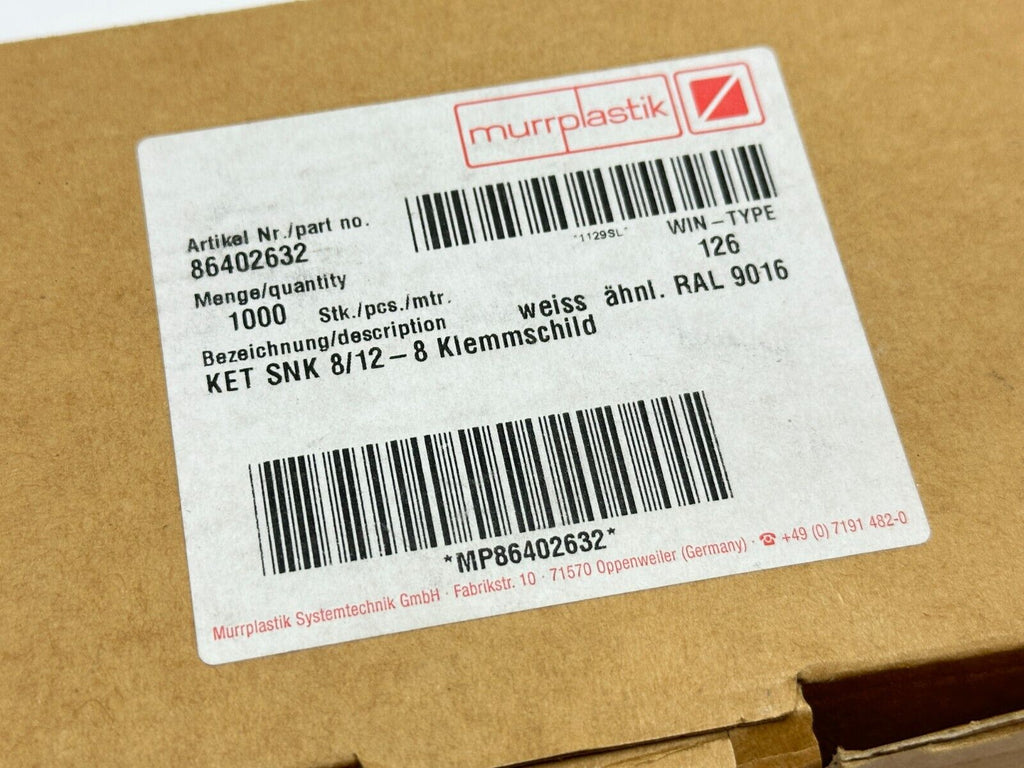 murrplastik
*1129SL*
WIN-TYPE
126
Artikel Nr./part no.
86402632
Menge/quantity
1000 Stk./pcs./mtr.
weiss ähnl. RAL 9016
Bezeichnung/description
KET SNK 8/12-8 Klemmschild
*MP86402632*
Murrplastik Systemtechnik GmbH · Fabrikstr. 10 · 71570 Oppenweiler (Germany) · ☎ +49 (0) 7191 482-0